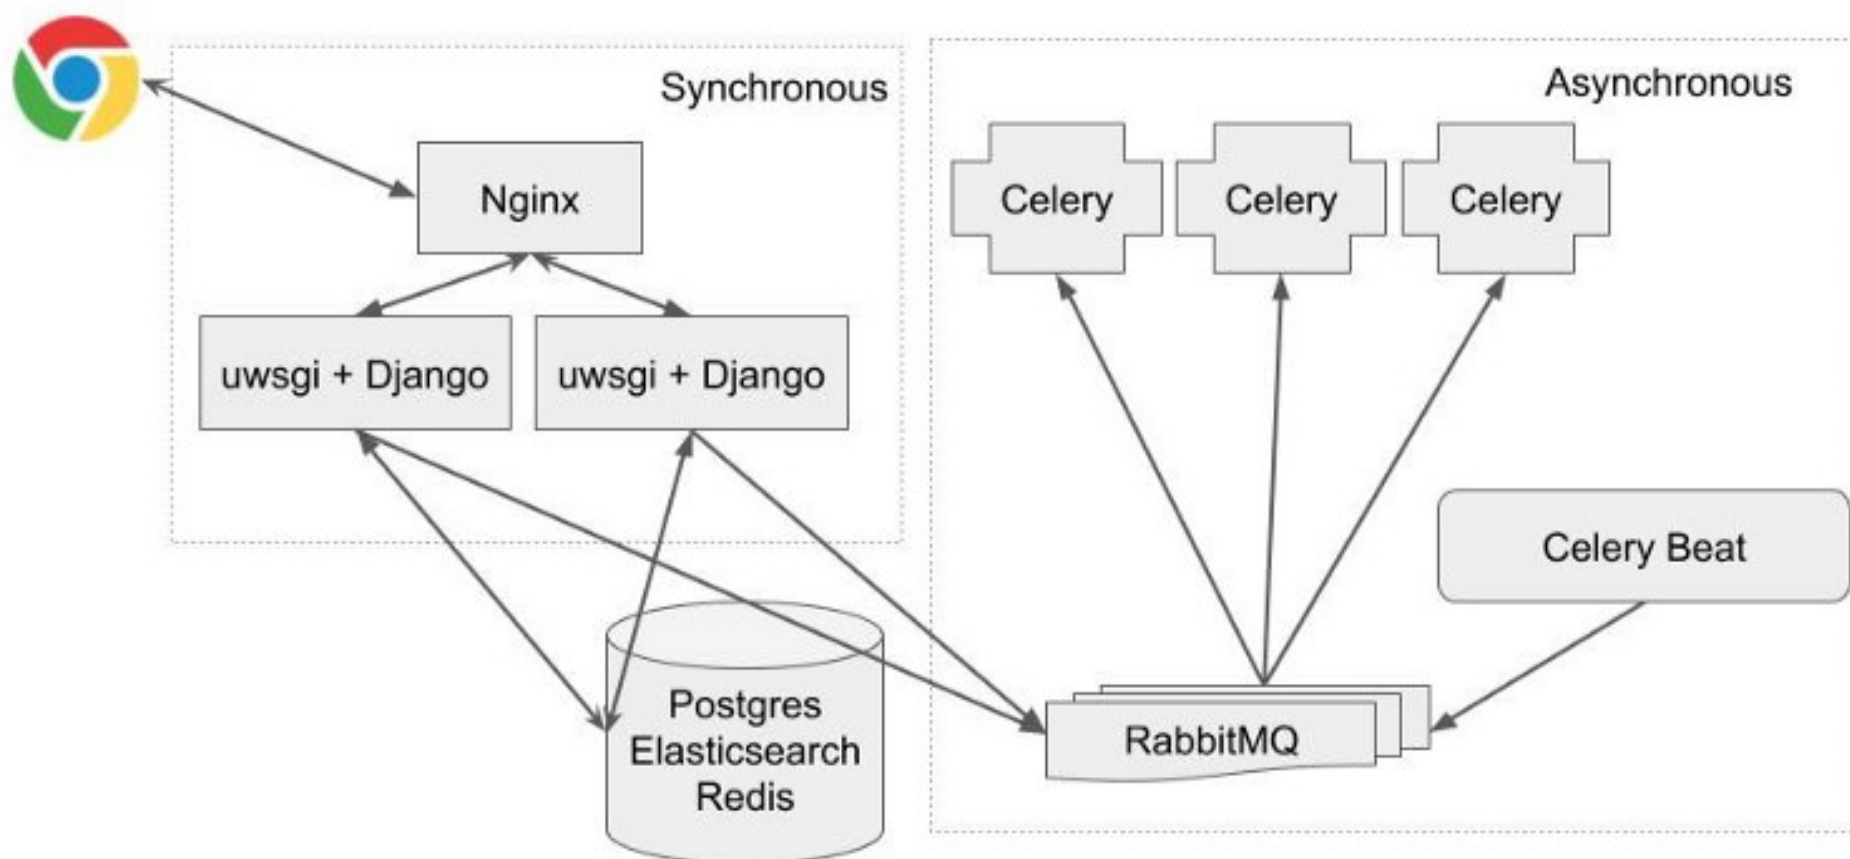 Synchronous
Asynchronous
Nginx
Celery
Celery
Celery
uwsgi + Django
uwsgi + Django
Celery Beat
Postgres
Elasticsearch
Redis
RabbitMQ